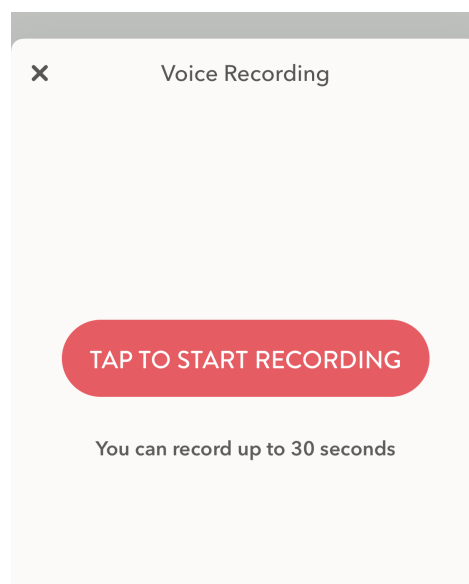 Voice Recording
TAP TO START RECORDING
You can record up to 30 seconds